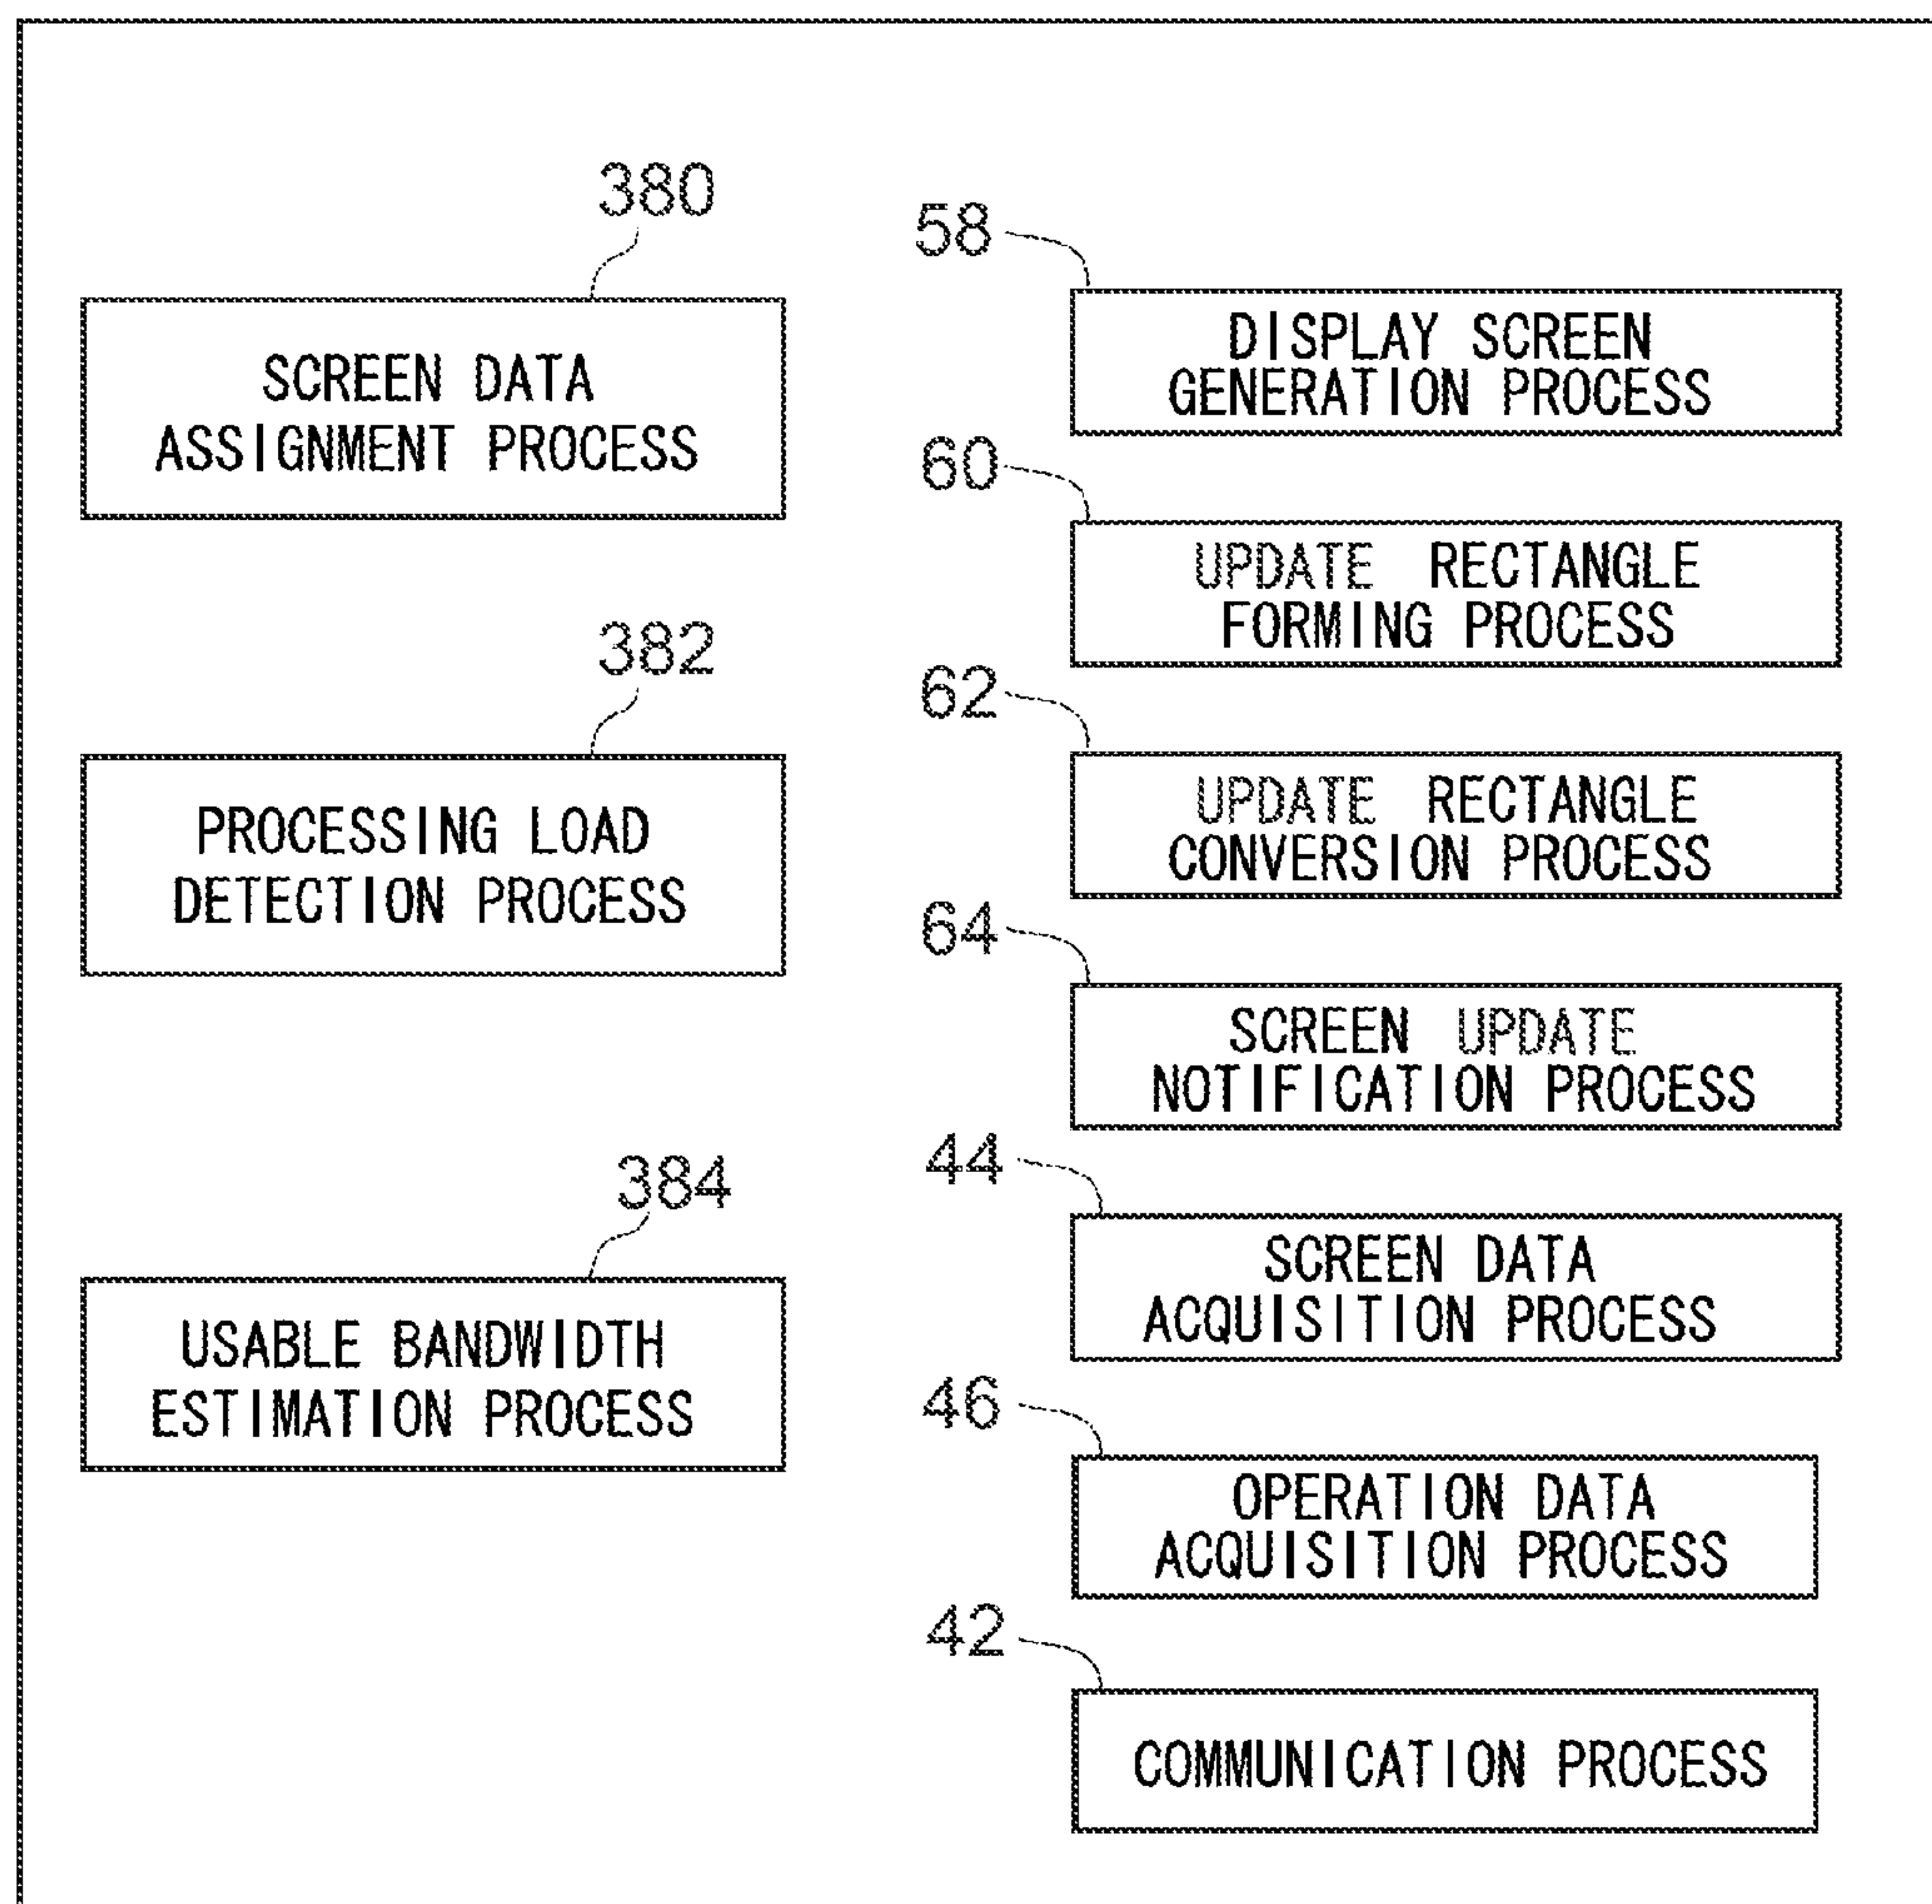 380
SCREEN DATA
ASSIGNMENT PROCESS
382
PROCESSING LOAD
DETECTION PROCESS
384
USABLE BANDWIDTH
ESTIMATION PROCESS
58
DISPLAY SCREEN
GENERATION PROCESS
60
UPDATE RECTANGLE
FORMING PROCESS
62
UPDATE RECTANGLE
CONVERSION PROCESS
64
SCREEN UPDATE
NOTIFICATION PROCESS
44
SCREEN DATA
ACQUISITION PROCESS
46
OPERATION DATA
ACQUISITION PROCESS
42
COMMUNICATION PROCESS